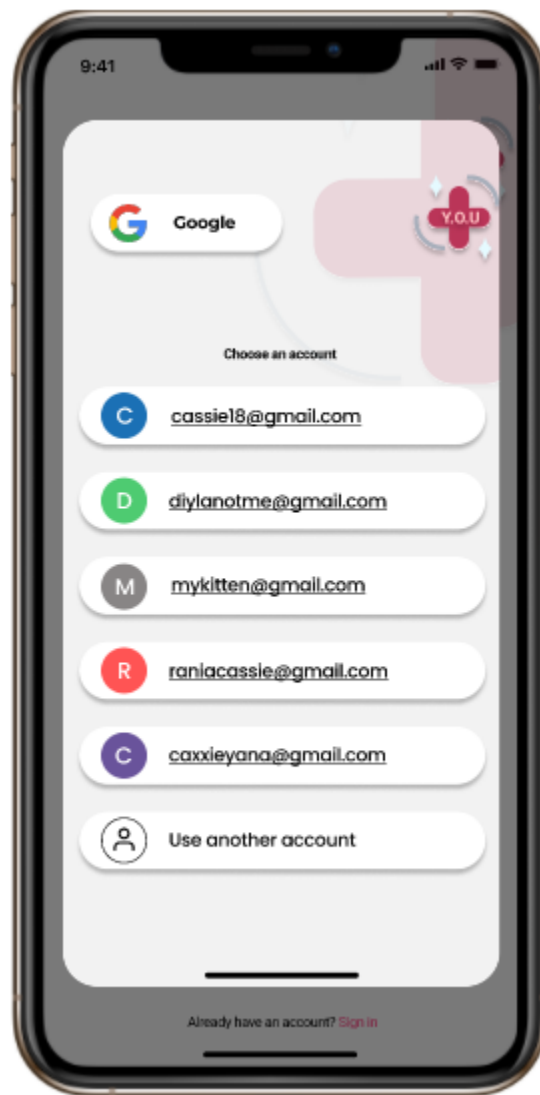 9:41
Google
Y.O.U
Choose an account
C cassie18@gmail.com
D diylanotme@gmail.com
M mykitten@gmail.com
R raniacassie@gmail.com
C caxxieyana@gmail.com
Use another account
Already have an account? Sign in